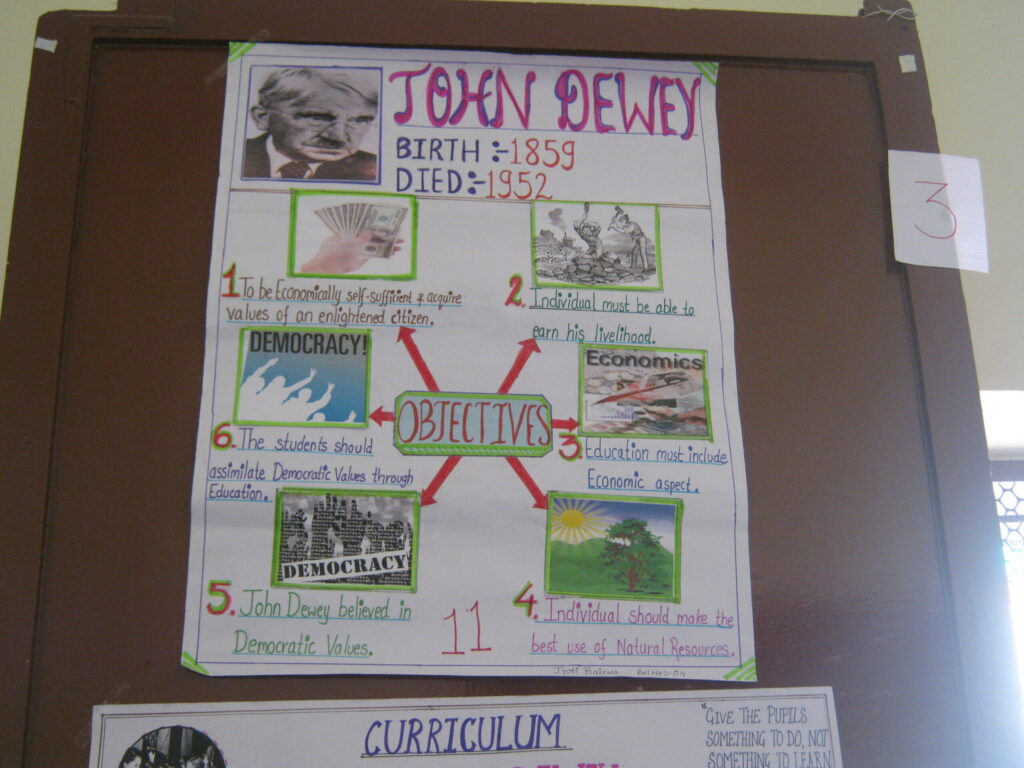 JOHN DEWEY
BIRTH :-1859
DIED:-1952
1 To be Economically self-sufficient & acquire
values of an enlightened citizen.
2. Individual must be able to
earn his livelihood.
DEMOCRACY!
Economics
OBJECTIVES
6. The students should
assimilate Democratic Values through
Education.
3. Education must include
Economic aspect.
DEMOCRACY
5. John Dewey believed in
Democratic Values.
4. Individual should make the
best use of Natural Resources.
11
Jyoti
3
CURRICULUM
"GIVE THE PUPILS
SOMETHING TO DO, NOT
SOMETHING TO LEARN